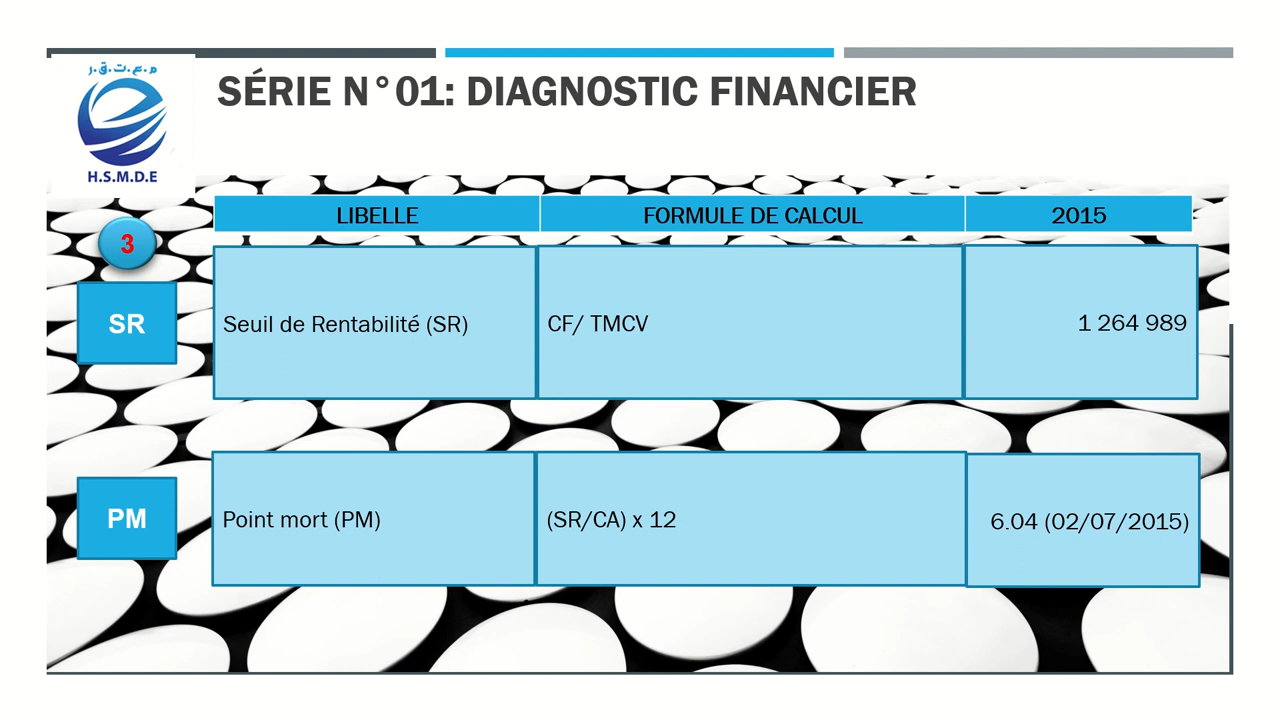 م.ع.ت.ق.ر
H.S.M.D.E
SÉRIE N°01: DIAGNOSTIC FINANCIER
LIBELLE FORMULE DE CALCUL 2015
3
SR Seuil de Rentabilité (SR) CF/ TMCV 1 264 989
PM Point mort (PM) (SR/CA) x 12 6.04 (02/07/2015)